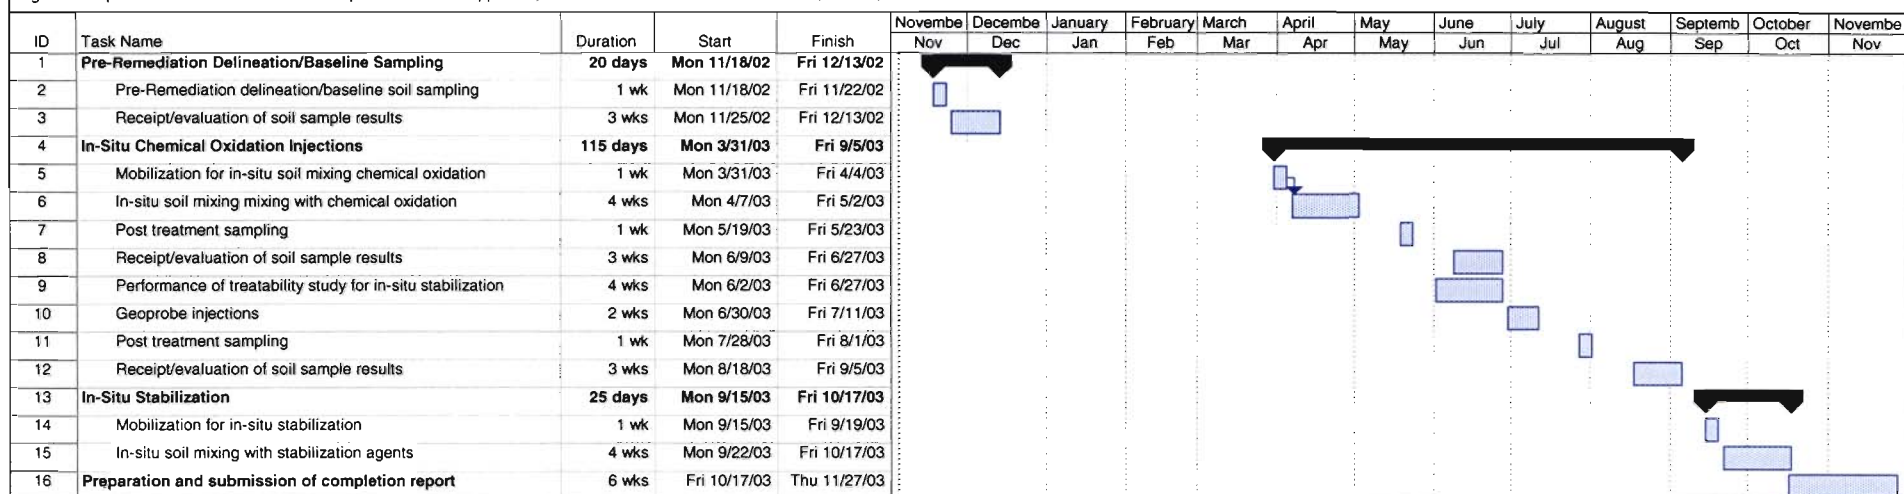 Novembe Decembe January February March April May June July August Septemb October Novembe
ID Task Name Duration Start Finish Nov Dec Jan Feb Mar Apr May Jun Jul Aug Sep Oct Nov
1 Pre-Remediation Delineation/Baseline Sampling 20 days Mon 11/18/02 Fri 12/13/02
2 Pre-Remediation delineation/baseline soil sampling 1 wk Mon 11/18/02 Fri 11/22/02
3 Receipt/evaluation of soil sample results 3 wks Mon 11/25/02 Fri 12/13/02
4 In-Situ Chemical Oxidation Injections 115 days Mon 3/31/03 Fri 9/5/03
5 Mobilization for in-situ soil mixing chemical oxidation 1 wk Mon 3/31/03 Fri 4/4/03
6 In-situ soil mixing mixing with chemical oxidation 4 wks Mon 4/7/03 Fri 5/2/03
7 Post treatment sampling 1 wk Mon 5/19/03 Fri 5/23/03
8 Receipt/evaluation of soil sample results 3 wks Mon 6/9/03 Fri 6/27/03
9 Performance of treatability study for in-situ stabilization 4 wks Mon 6/2/03 Fri 6/27/03
10 Geoprobe injections 2 wks Mon 6/30/03 Fri 7/11/03
11 Post treatment sampling 1 wk Mon 7/28/03 Fri 8/1/03
12 Receipt/evaluation of soil sample results 3 wks Mon 8/18/03 Fri 9/5/03
13 In-Situ Stabilization 25 days Mon 9/15/03 Fri 10/17/03
14 Mobilization for in-situ stabilization 1 wk Mon 9/15/03 Fri 9/19/03
15 In-situ soil mixing with stabilization agents 4 wks Mon 9/22/03 Fri 10/17/03
16 Preparation and submission of completion report 6 wks Fri 10/17/03 Thu 11/27/03